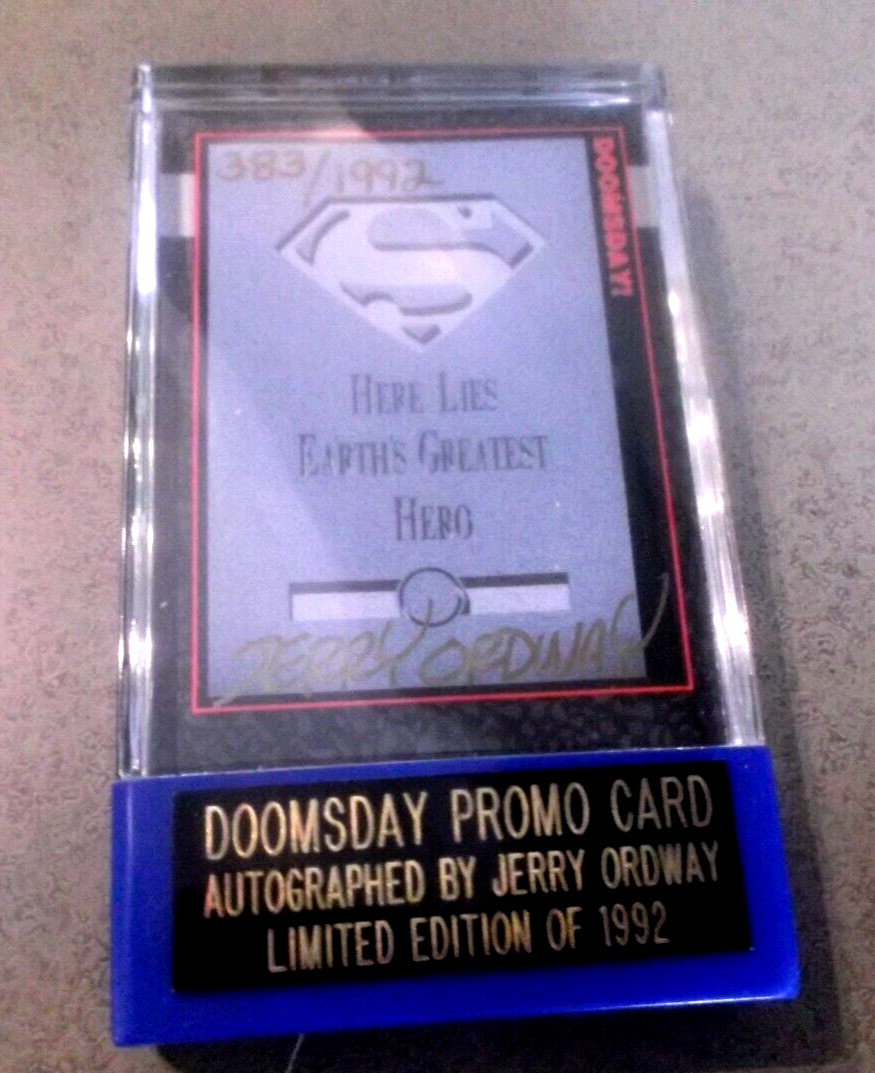 383/1992
DOOMSDAY!
HERE LIES
EARTH'S GREATEST
HERO
JERRY ORDWAY
DOOMSDAY PROMO CARD
AUTOGRAPHED BY JERRY ORDWAY
LIMITED EDITION OF 1992